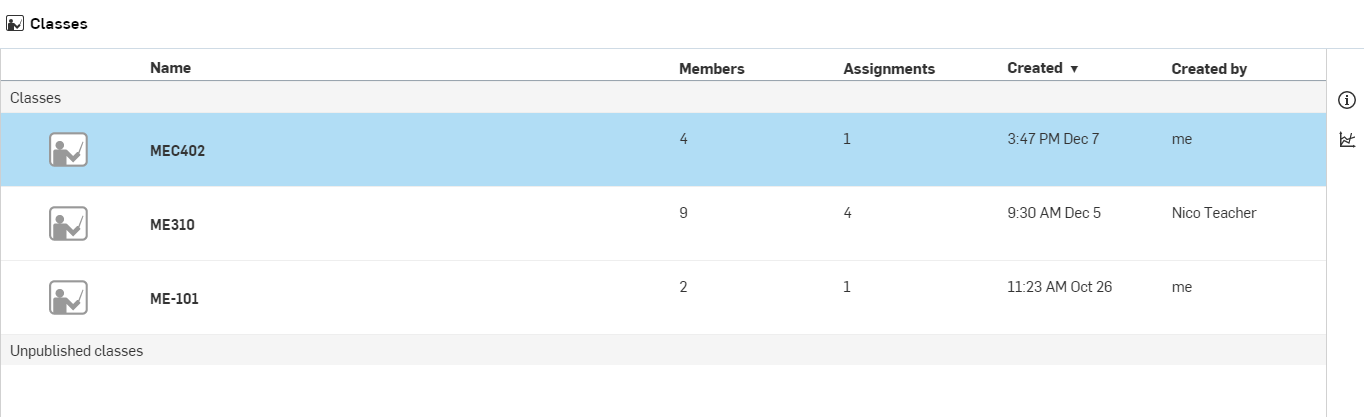 Classes
Name Members Assignments Created ▼ Created by
Classes
MEC402 4 1 3:47 PM Dec 7 me
ME310 9 4 9:30 AM Dec 5 Nico Teacher
ME-101 2 1 11:23 AM Oct 26 me
Unpublished classes